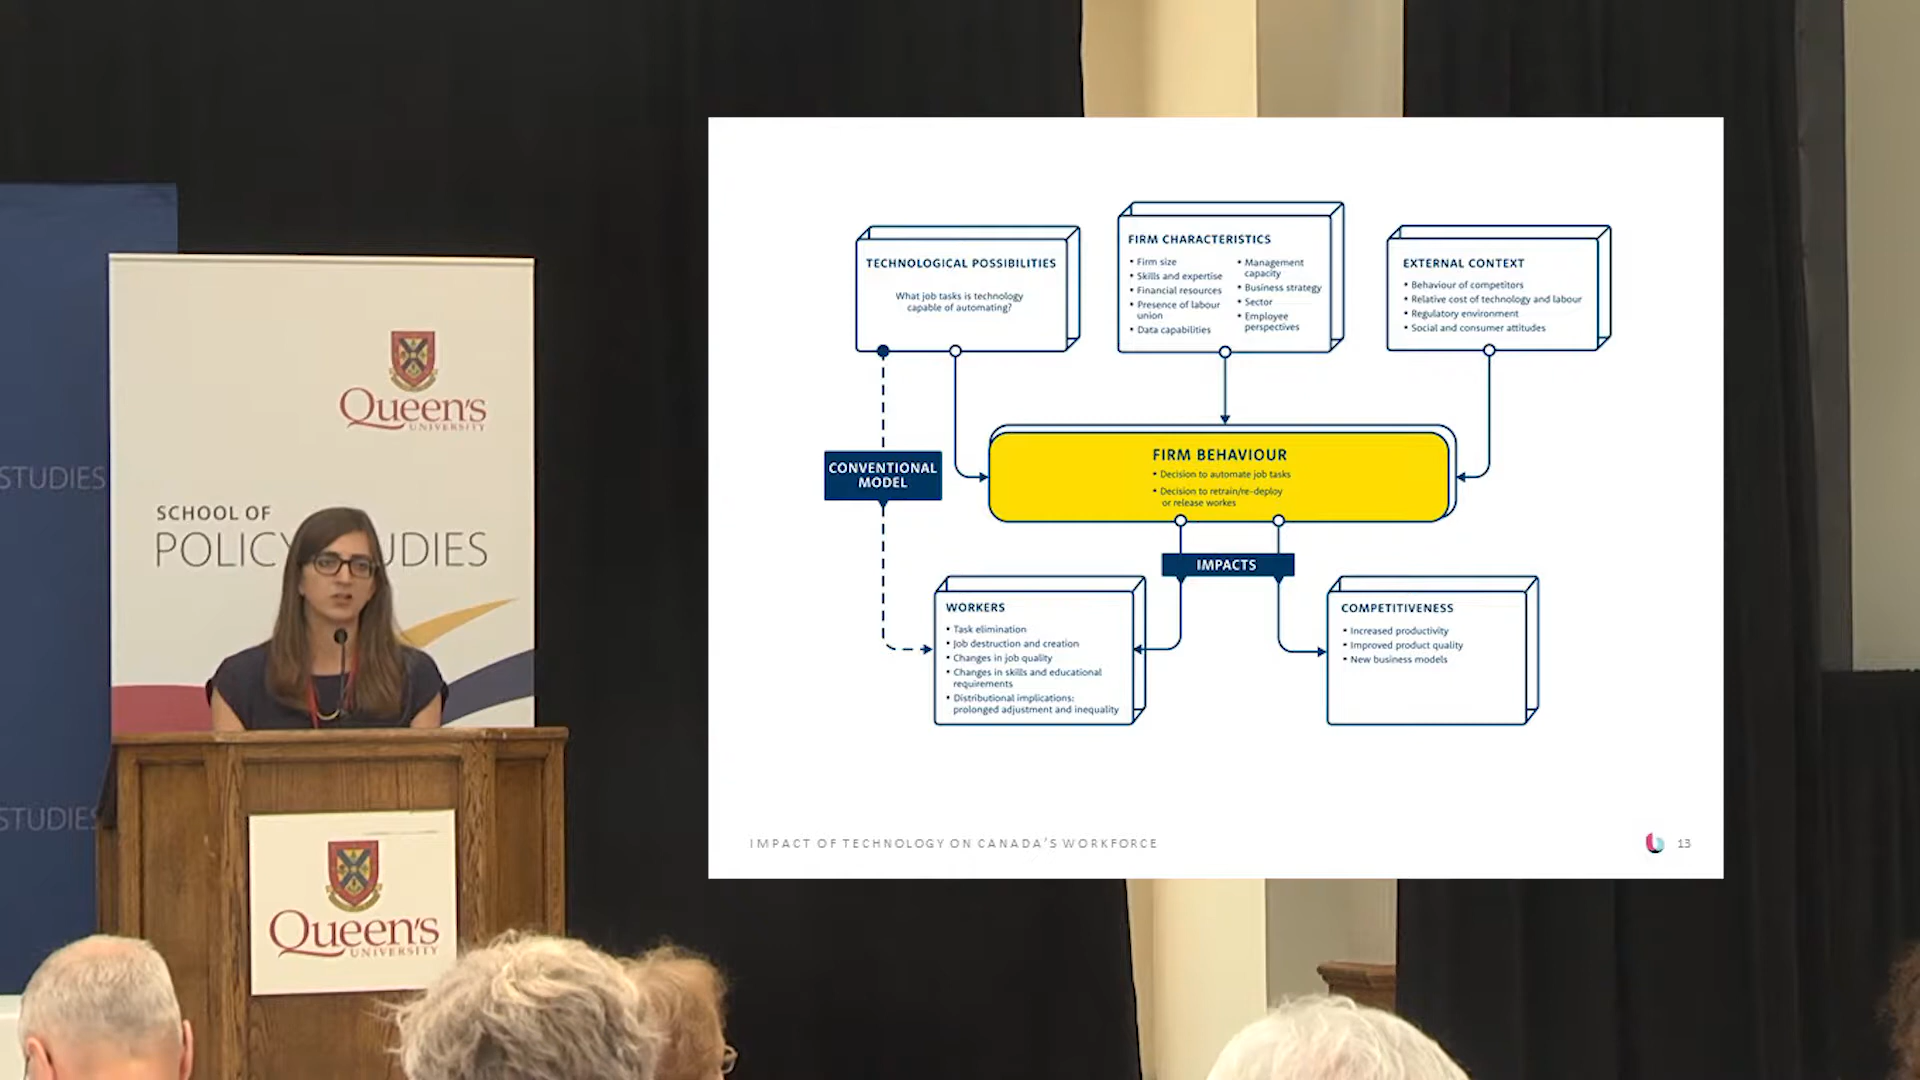 STUDIES
STUDIES
Queen's
UNIVERSITY
SCHOOL OF
POLICY UDIES
Queen's
UNIVERSITY
TECHNOLOGICAL POSSIBILITIES
What job tasks is technology
capable of automating?
FIRM CHARACTERISTICS
• Firm size
• Skills and expertise
• Financial resources
• Presence of labour
union
• Data capabilities
• Management
capacity
• Business strategy
• Sector
• Employee
perspectives
EXTERNAL CONTEXT
• Behaviour of competitors
• Relative cost of technology and labour
• Regulatory environment
• Social and consumer attitudes
CONVENTIONAL
MODEL
FIRM BEHAVIOUR
• Decision to automate job tasks
• Decision to retrain/re-deploy
or release workes
IMPACTS
WORKERS
• Task elimination
• Job destruction and creation
• Changes in job quality
• Changes in skills and educational
requirements
• Distributional implications:
prolonged adjustment and inequality
COMPETITIVENESS
• Increased productivity
• Improved product quality
• New business models
IMPACT OF TECHNOLOGY ON CANADA'S WORKFORCE
13